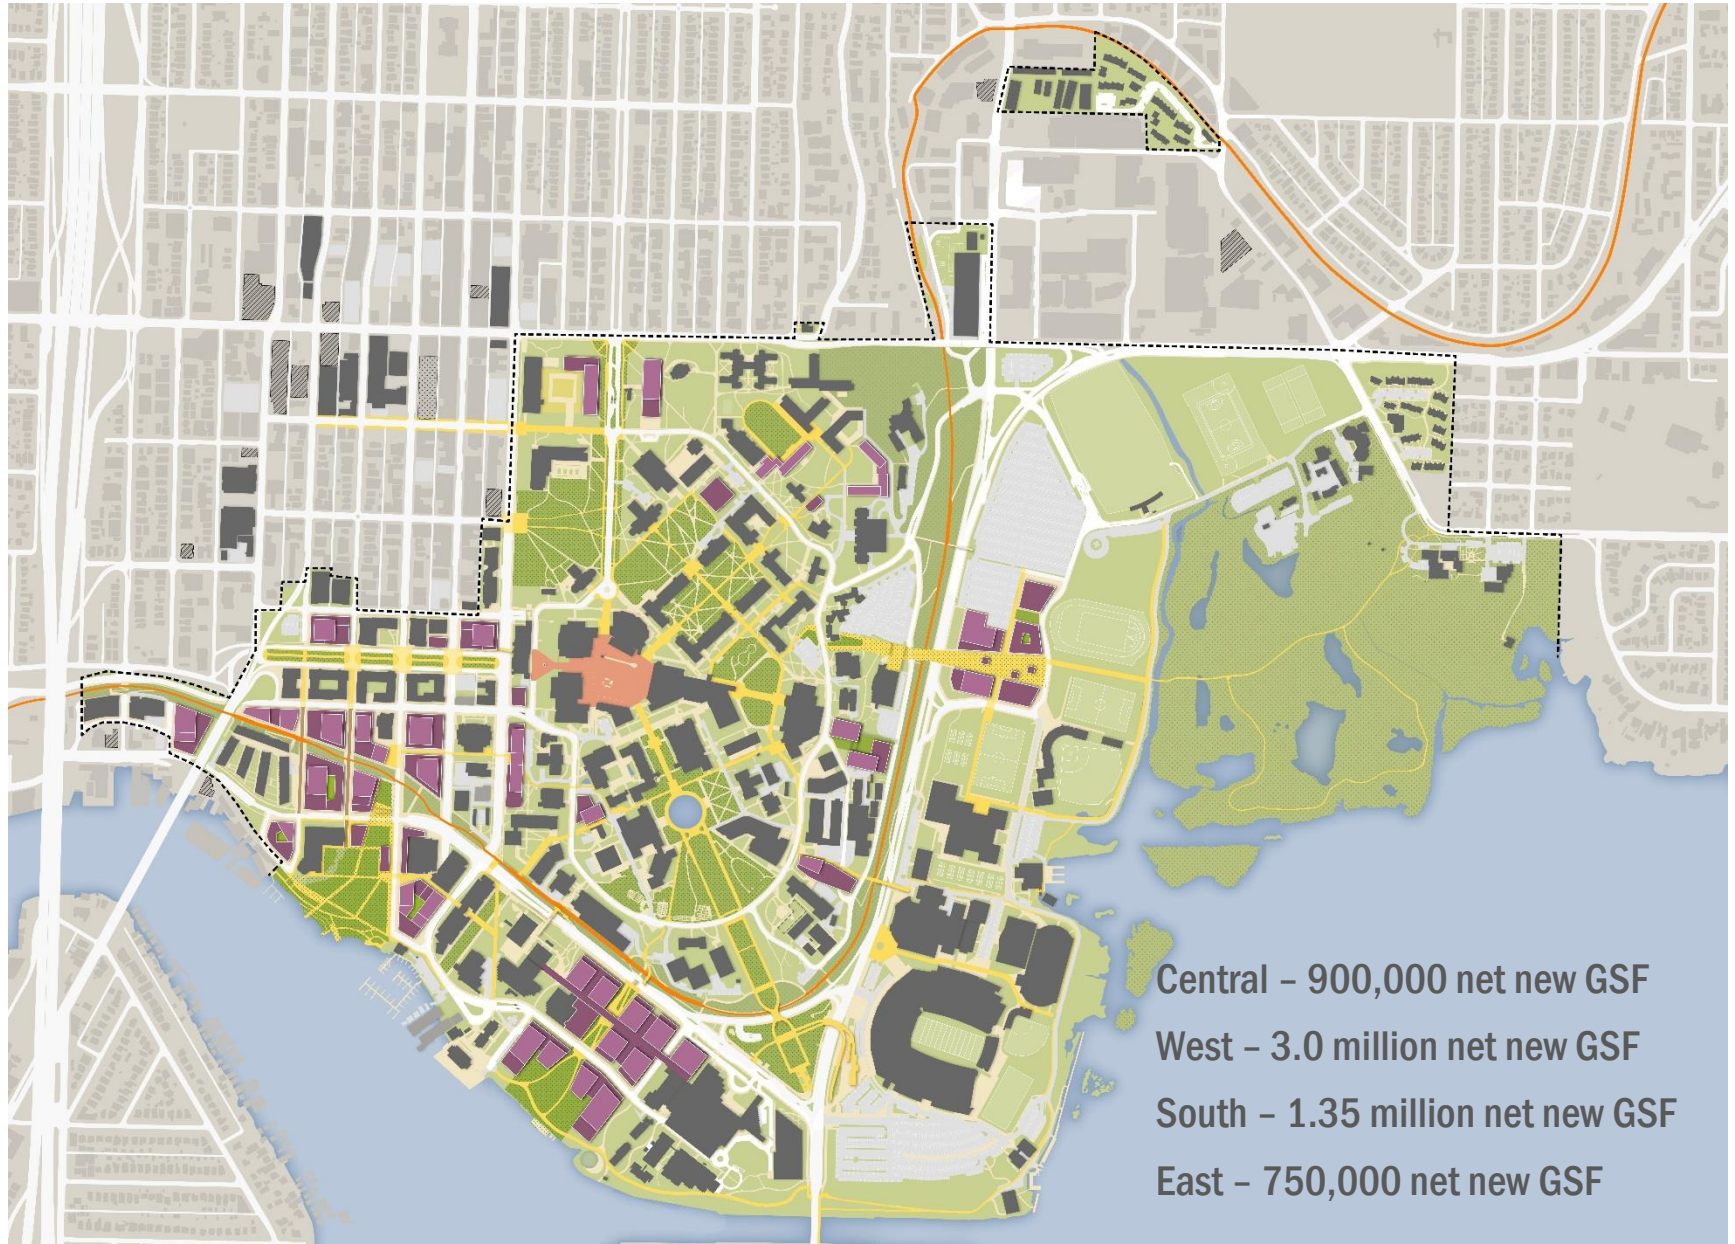 Central – 900,000 net new GSF
West – 3.0 million net new GSF
South – 1.35 million net new GSF
East – 750,000 net new GSF